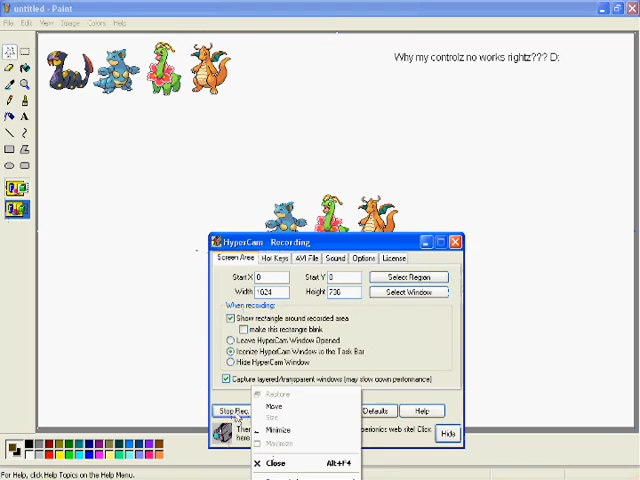 untitled - Paint
File Edit View Image Colors Help
Why my controlz no works rightz??? D:
HyperCam - Recording
Screen Area Hot Keys AVI File Sound Options License
Start X 0 Start Y 0 Select Region
Width 1024 Height 736 Select Window
When recording:
Show rectangle around recorded area
make this rectangle blink
Leave HyperCam Window Opened
Iconize HyperCam Window to the Task Bar
Hide HyperCam Window
Capture layered/transparent windows (may slow down performance)
Restore
Move
Size
Minimize
Maximize
Close Alt+F4
Stop Rec. Defaults Help
web site! Click
here Hide
For Help, click Help Topics on the Help Menu.